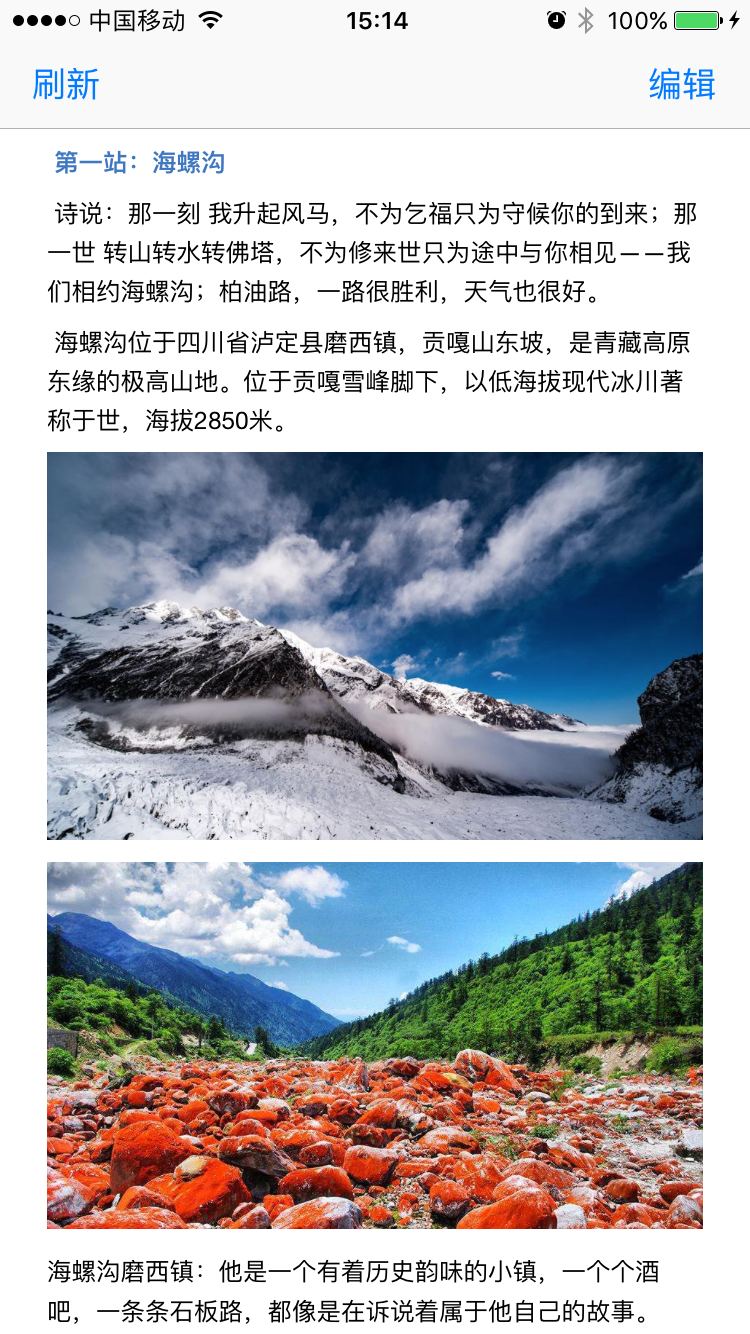 中国移动 15:14 100%
刷新 编辑
第一站：海螺沟
诗说：那一刻 我升起风马，不为乞福只为守候你的到来；那
一世 转山转水转佛塔，不为修来世只为途中与你相见——我
们相约海螺沟；柏油路，一路很胜利，天气也很好。
海螺沟位于四川省泸定县磨西镇，贡嘎山东坡，是青藏高原
东缘的极高山地。位于贡嘎雪峰脚下，以低海拔现代冰川著
称于世，海拔2850米。
海螺沟磨西镇：他是一个有着历史韵味的小镇，一个个酒
吧，一条条石板路，都像是在诉说着属于他自己的故事。